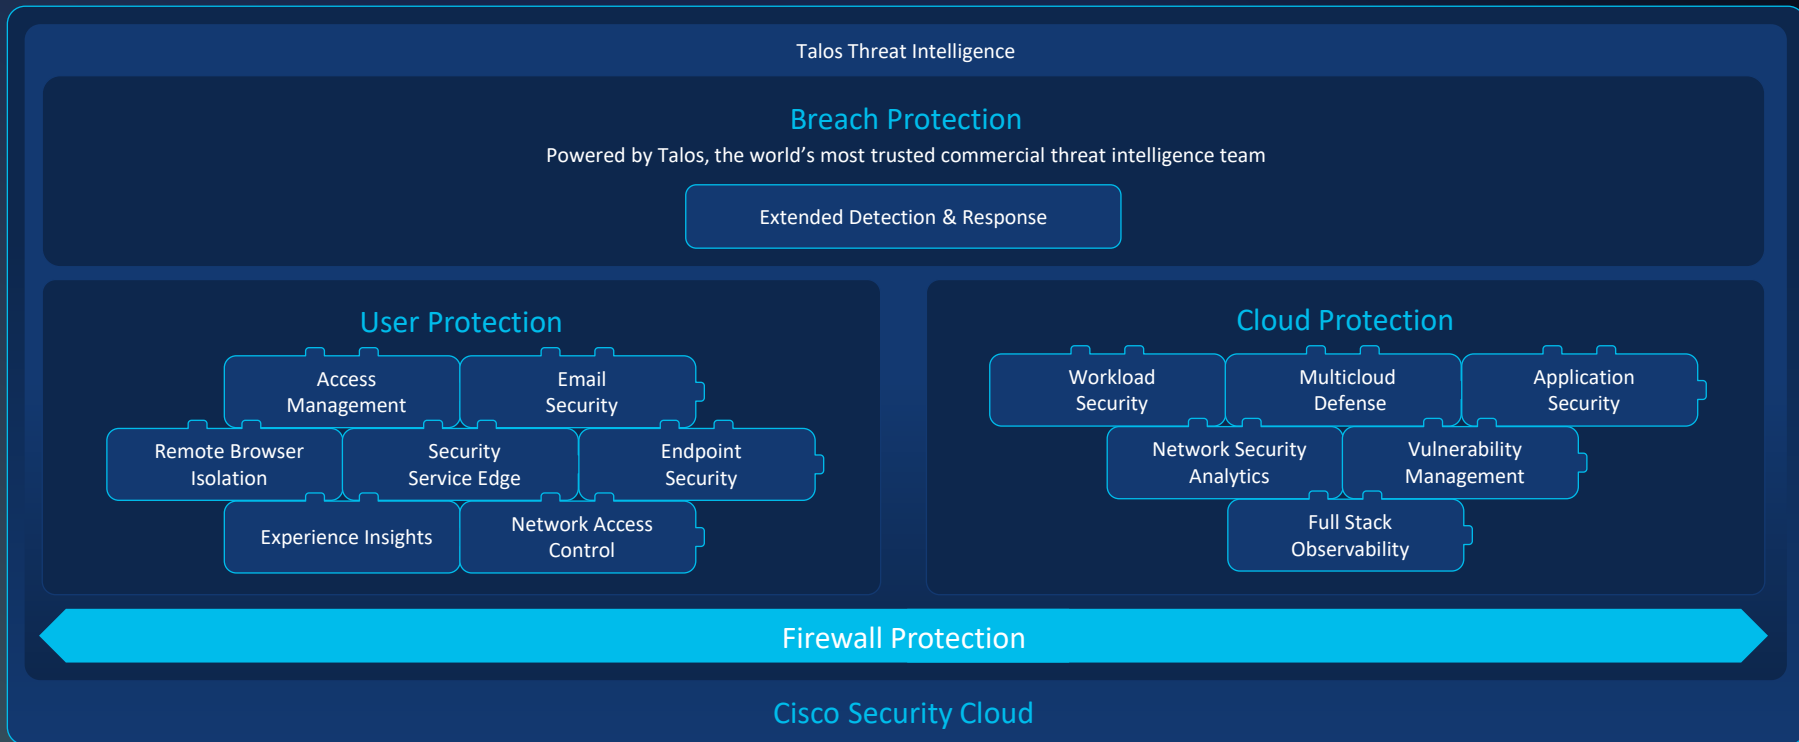 Talos Threat Intelligence
Breach Protection
Powered by Talos, the world’s most trusted commercial threat intelligence team
Extended Detection & Response
User Protection
Access
Management
Email
Security
Remote Browser
Isolation
Security
Service Edge
Endpoint
Security
Experience Insights
Network Access
Control
Cloud Protection
Workload
Security
Multicloud
Defense
Application
Security
Network Security
Analytics
Vulnerability
Management
Full Stack
Observability
Firewall Protection
Cisco Security Cloud